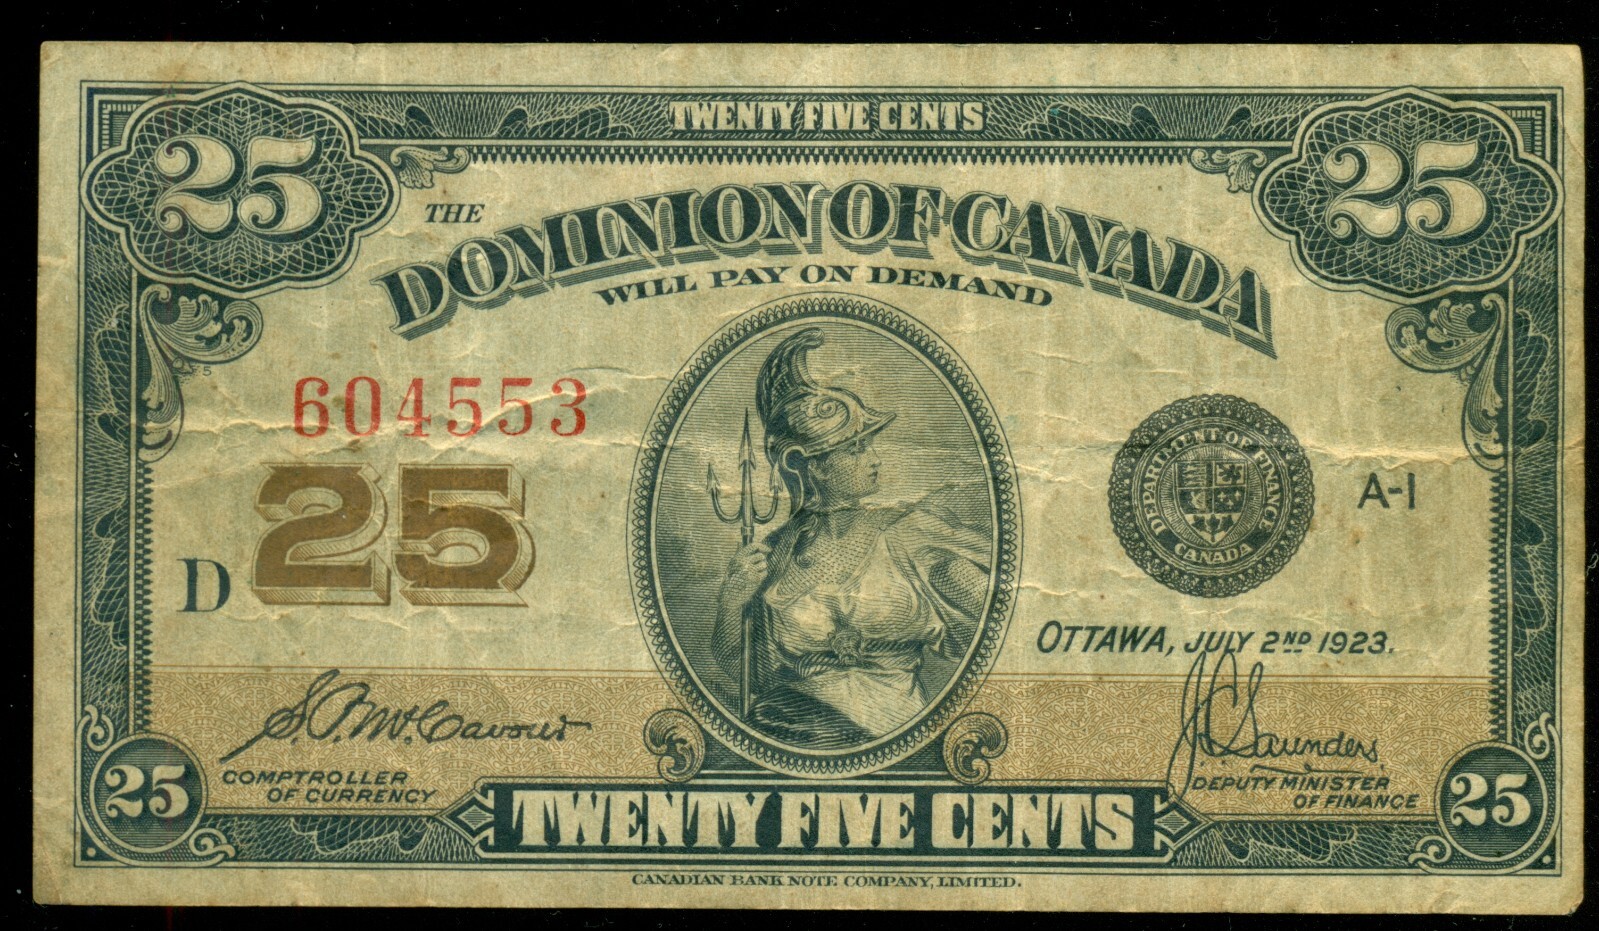 TWENTY FIVE CENTS
25
25
THE
DOMINION OF CANADA
WILL PAY ON DEMAND
604553
25
D
DEPARTMENT OF FINANCE
CANADA
A-1
OTTAWA, JULY 2ND 1923.
COMPTROLLER
OF CURRENCY
J.C. Saunders
DEPUTY MINISTER
OF FINANCE
25
TWENTY FIVE CENTS
25
CANADIAN BANK NOTE COMPANY, LIMITED.